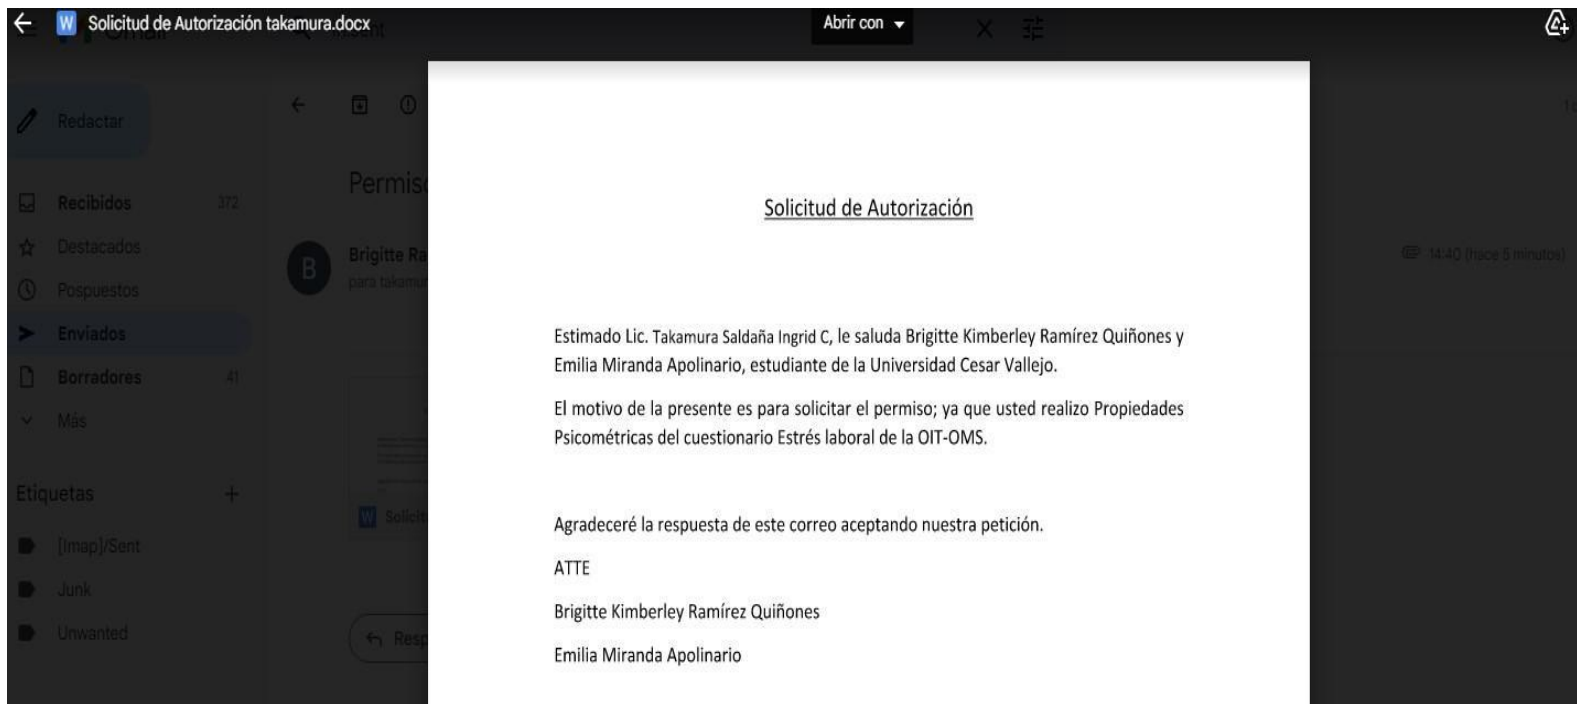 Solicitud de Autorización takamura.docx
Abrir con
Redactar
Permiso
Recibidos 372
Destacados
Brigitte Ra
14:40 (hace 5 minutos)
para takamur
Pospuestos
Enviados
Borradores 41
Más
Etiquetas
[Imap]/Sent
Junk
Unwanted
Solicitud de Autorización
Estimado Lic. Takamura Saldaña Ingrid C, le saluda Brigitte Kimberley Ramírez Quiñones y
Emilia Miranda Apolinario, estudiante de la Universidad Cesar Vallejo.
El motivo de la presente es para solicitar el permiso; ya que usted realizo Propiedades
Psicométricas del cuestionario Estrés laboral de la OIT-OMS.
Agradeceré la respuesta de este correo aceptando nuestra petición.
ATTE
Brigitte Kimberley Ramírez Quiñones
Emilia Miranda Apolinario